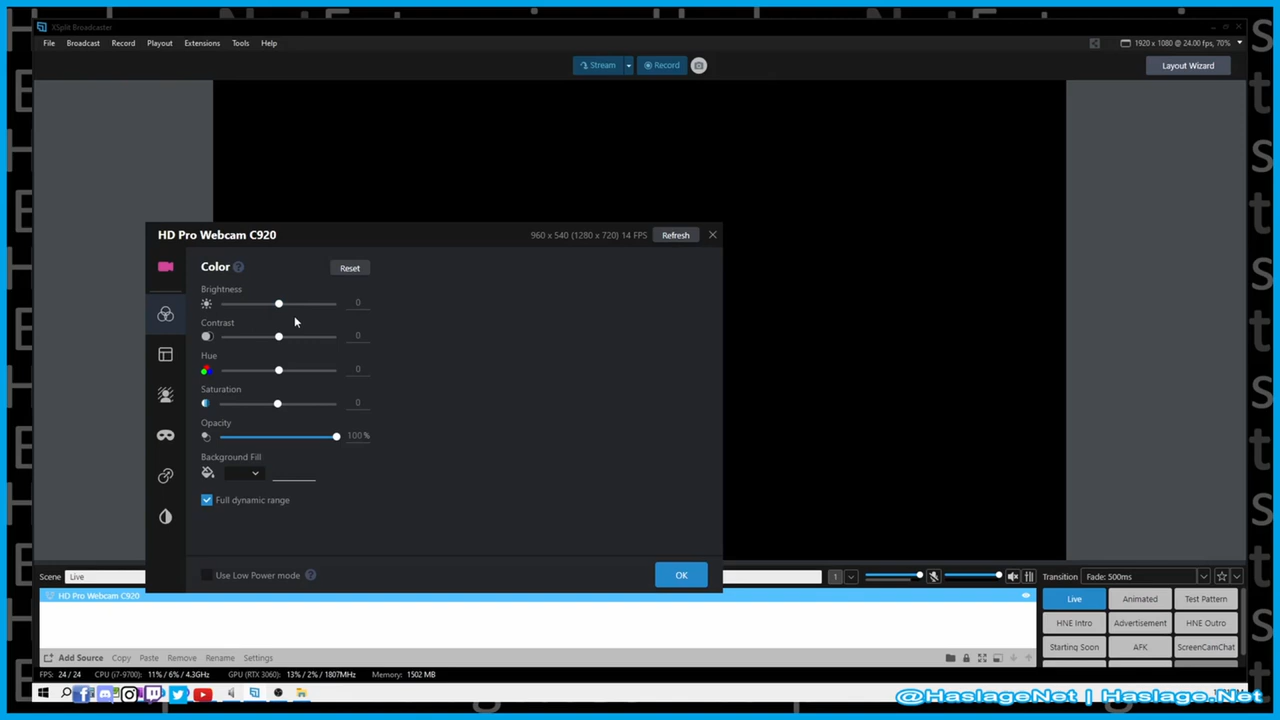 XSplit Broadcaster
File Broadcast Record Playout Extensions Tools Help
1920 x 1080 @ 24.00 fps, 70%
Stream Record
Layout Wizard
HD Pro Webcam C920
960 x 540 (1280 x 720) 14 FPS
Refresh
Color
Reset
Brightness
0
Contrast
0
Hue
0
Saturation
0
Opacity
100%
Background Fill
Full dynamic range
Use Low Power mode
OK
Scene Live
1
Transition Fade: 500ms
HD Pro Webcam C920
Live Animated Test Pattern
HNE Intro Advertisement HNE Outro
Starting Soon AFK ScreenCamChat
Add Source Copy Paste Remove Rename Settings
FPS: 24 / 24 CPU (i7-9700): 11% / 6% / 4.3GHz GPU (RTX 3060): 13% / 2% / 1807MHz Memory: 1502 MB
@HaslageNet | Haslage.Net